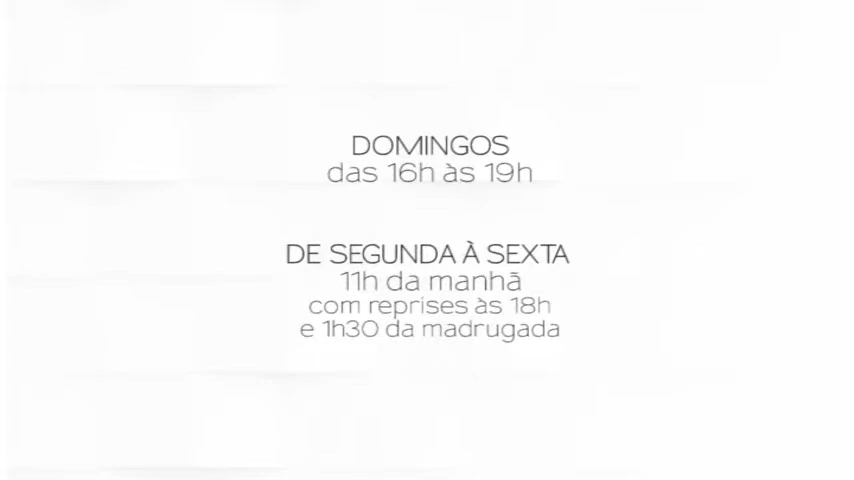 DOMINGOS
das 16h às 19h
DE SEGUNDA À SEXTA
11h da manhã
com reprises às 18h
e 1h30 da madrugada